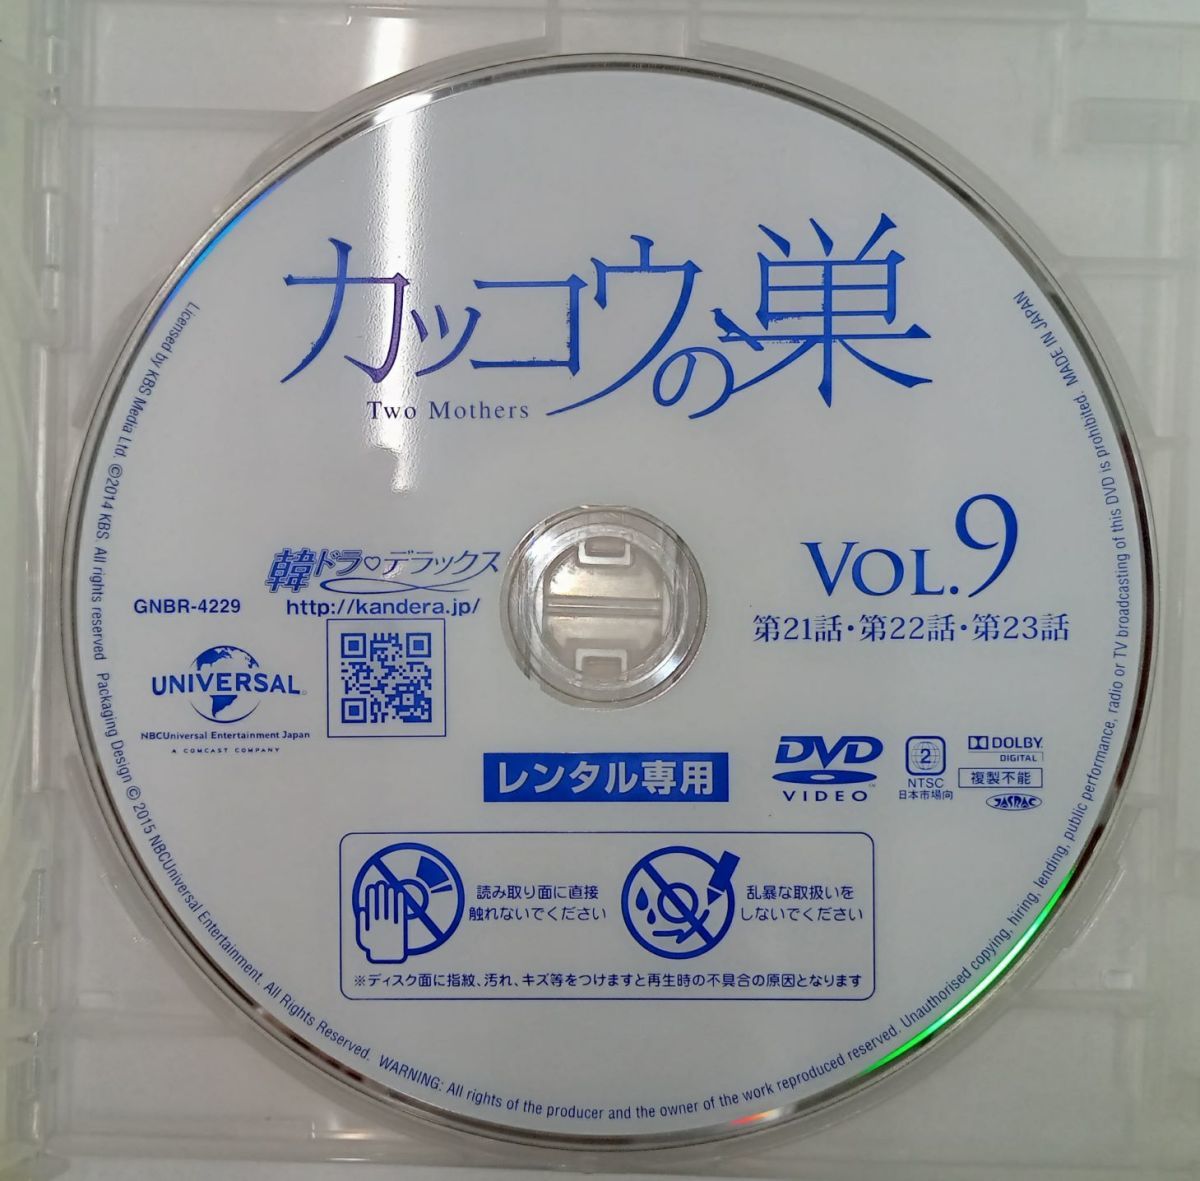 カッコウの巣
Two Mothers
VOL.9
第21話・第22話・第23話
韓ドラ♡デラックス
http://kandera.jp/
GNBR-4229
UNIVERSAL
NBCUniversal Entertainment Japan
A COMCAST COMPANY
レンタル専用
DVD
VIDEO
2
NTSC
日本市場向
DOLBY
DIGITAL
複製不能
JASRAC
読み取り面に直接
触れないでください
乱暴な取扱いを
しないでください
※ディスク面に指紋、汚れ、キズ等をつけますと再生時の不具合の原因となります
Licensed by KBS Media Ltd. ©2014 KBS. All rights reserved Packaging Design © 2015 NBCUniversal Entertainment. All Rights Reserved. WARNING: All rights of the producer and the owner of the work reproduced reserved. Unauthorised copying, hiring, lending, public performance, radio or TV broadcasting of this DVD is prohibited. MADE IN JAPAN